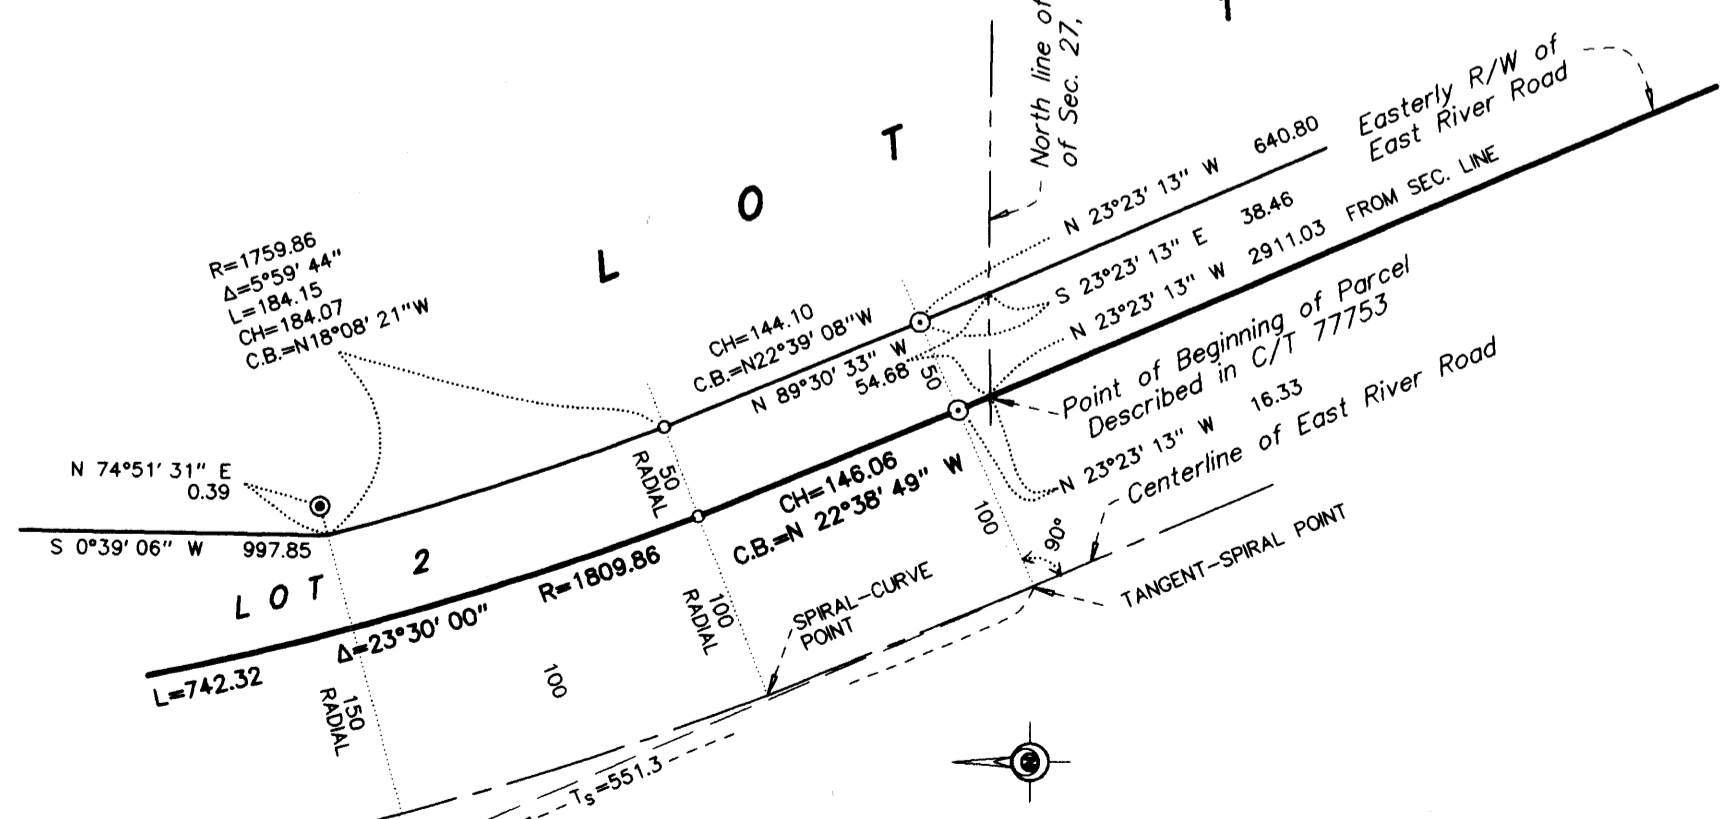 North line of
of Sec. 27,
L O T
1
Easterly R/W of
East River Road
N 23°23' 13" W 640.80
S 23°23' 13" E 38.46
N 23°23' 13" W 2911.03 FROM SEC. LINE
R=1759.86
Δ=5°59' 44"
L=184.15
CH=184.07
C.B.=N18°08' 21"W
CH=144.10
C.B.=N22°39' 08"W
N 89°30' 33" W
54.68
50
Point of Beginning of Parcel
Described in C/T 77753
N 23°23' 13" W 16.33
Centerline of East River Road
N 74°51' 31" E
0.39
50
RADIAL
CH=146.06
C.B.=N 22°38' 49" W
100
90°
TANGENT-SPIRAL POINT
S 0°39' 06" W 997.85
LOT 2
R=1809.86
Δ=23°30' 00"
L=742.32
100
RADIAL
SPIRAL-CURVE
POINT
150
RADIAL
100
Ts=551.3
N